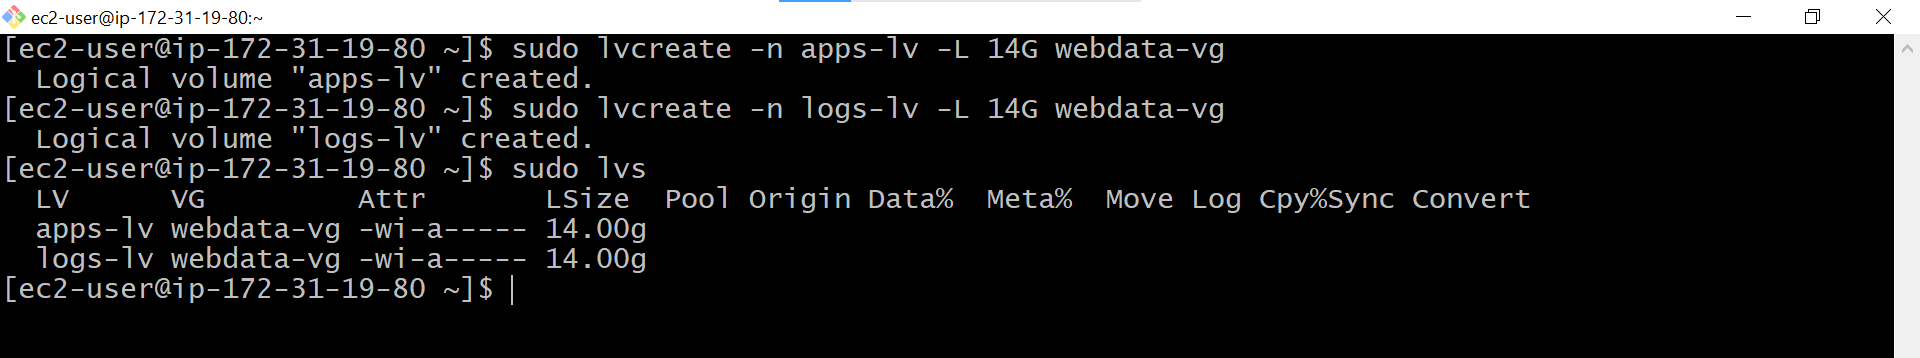 ec2-user@ip-172-31-19-80:~
[ec2-user@ip-172-31-19-80 ~]$ sudo lvcreate -n apps-lv -L 14G webdata-vg
  Logical volume "apps-lv" created.
[ec2-user@ip-172-31-19-80 ~]$ sudo lvcreate -n logs-lv -L 14G webdata-vg
  Logical volume "logs-lv" created.
[ec2-user@ip-172-31-19-80 ~]$ sudo lvs
  LV      VG         Attr       LSize  Pool Origin Data%  Meta%  Move Log Cpy%Sync Convert
  apps-lv webdata-vg -wi-a----- 14.00g
  logs-lv webdata-vg -wi-a----- 14.00g
[ec2-user@ip-172-31-19-80 ~]$